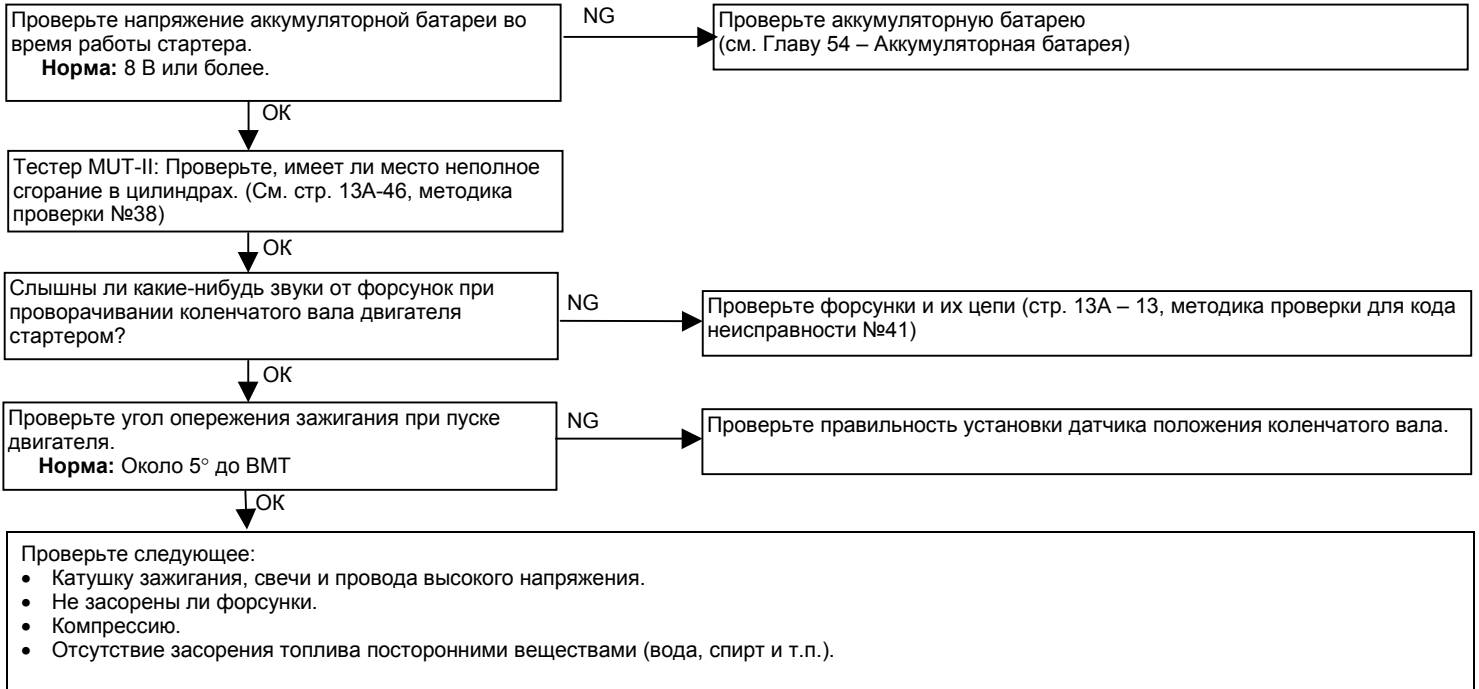 Проверьте напряжение аккумуляторной батареи во
время работы стартера.
Норма: 8 В или более.
NG
Проверьте аккумуляторную батарею
(см. Главу 54 – Аккумуляторная батарея)
ОК
Тестер MUT-II: Проверьте, имеет ли место неполное
сгорание в цилиндрах. (См. стр. 13А-46, методика
проверки №38)
ОК
Слышны ли какие-нибудь звуки от форсунок при
проворачивании коленчатого вала двигателя
стартером?
NG
Проверьте форсунки и их цепи (стр. 13А – 13, методика проверки для кода
неисправности №41)
ОК
Проверьте угол опережения зажигания при пуске
двигателя.
Норма: Около 5° до ВМТ
NG
Проверьте правильность установки датчика положения коленчатого вала.
ОК
Проверьте следующее:
• Катушку зажигания, свечи и провода высокого напряжения.
• Не засорены ли форсунки.
• Компрессию.
• Отсутствие засорения топлива посторонними веществами (вода, спирт и т.п.).